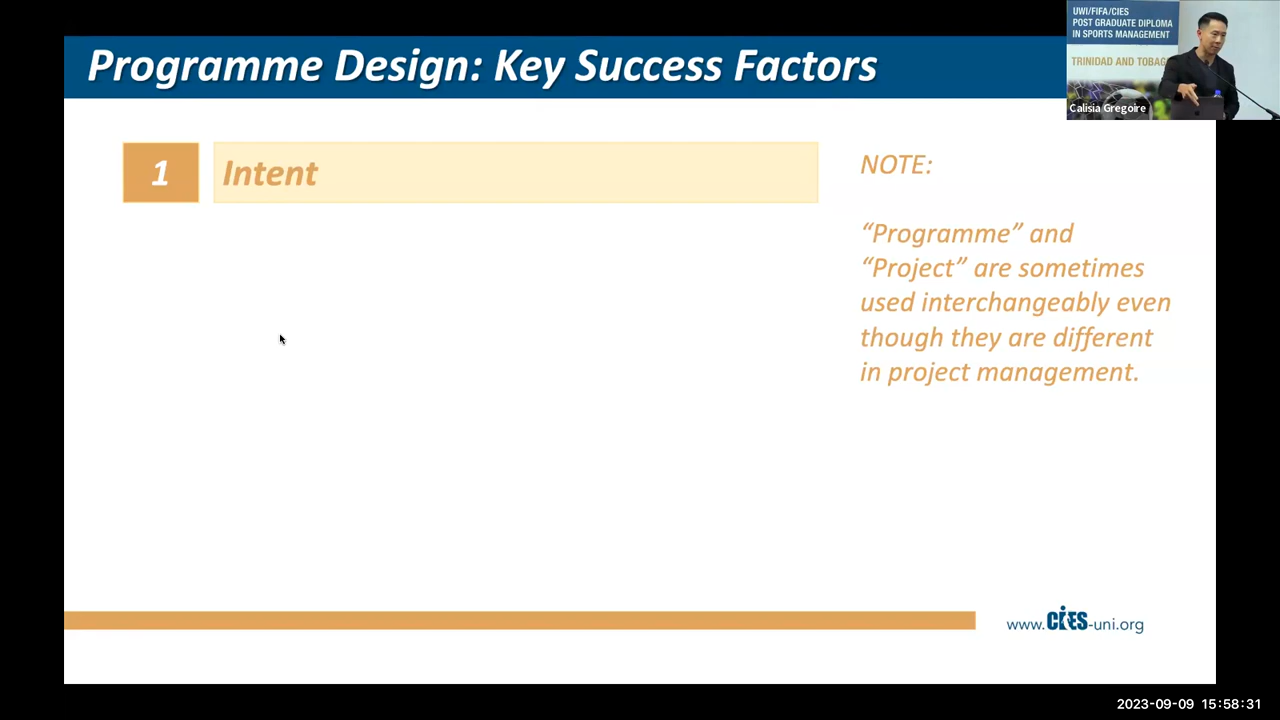 Programme Design: Key Success Factors
UWI/FIFA/CIES
POST GRADUATE DIPLOMA
IN SPORTS MANAGEMENT
TRINIDAD AND TOBAG
Calisia Gregoire
1
Intent
NOTE:
“Programme” and
“Project” are sometimes
used interchangeably even
though they are different
in project management.
www.CIES-uni.org
2023-09-09 15:58:31